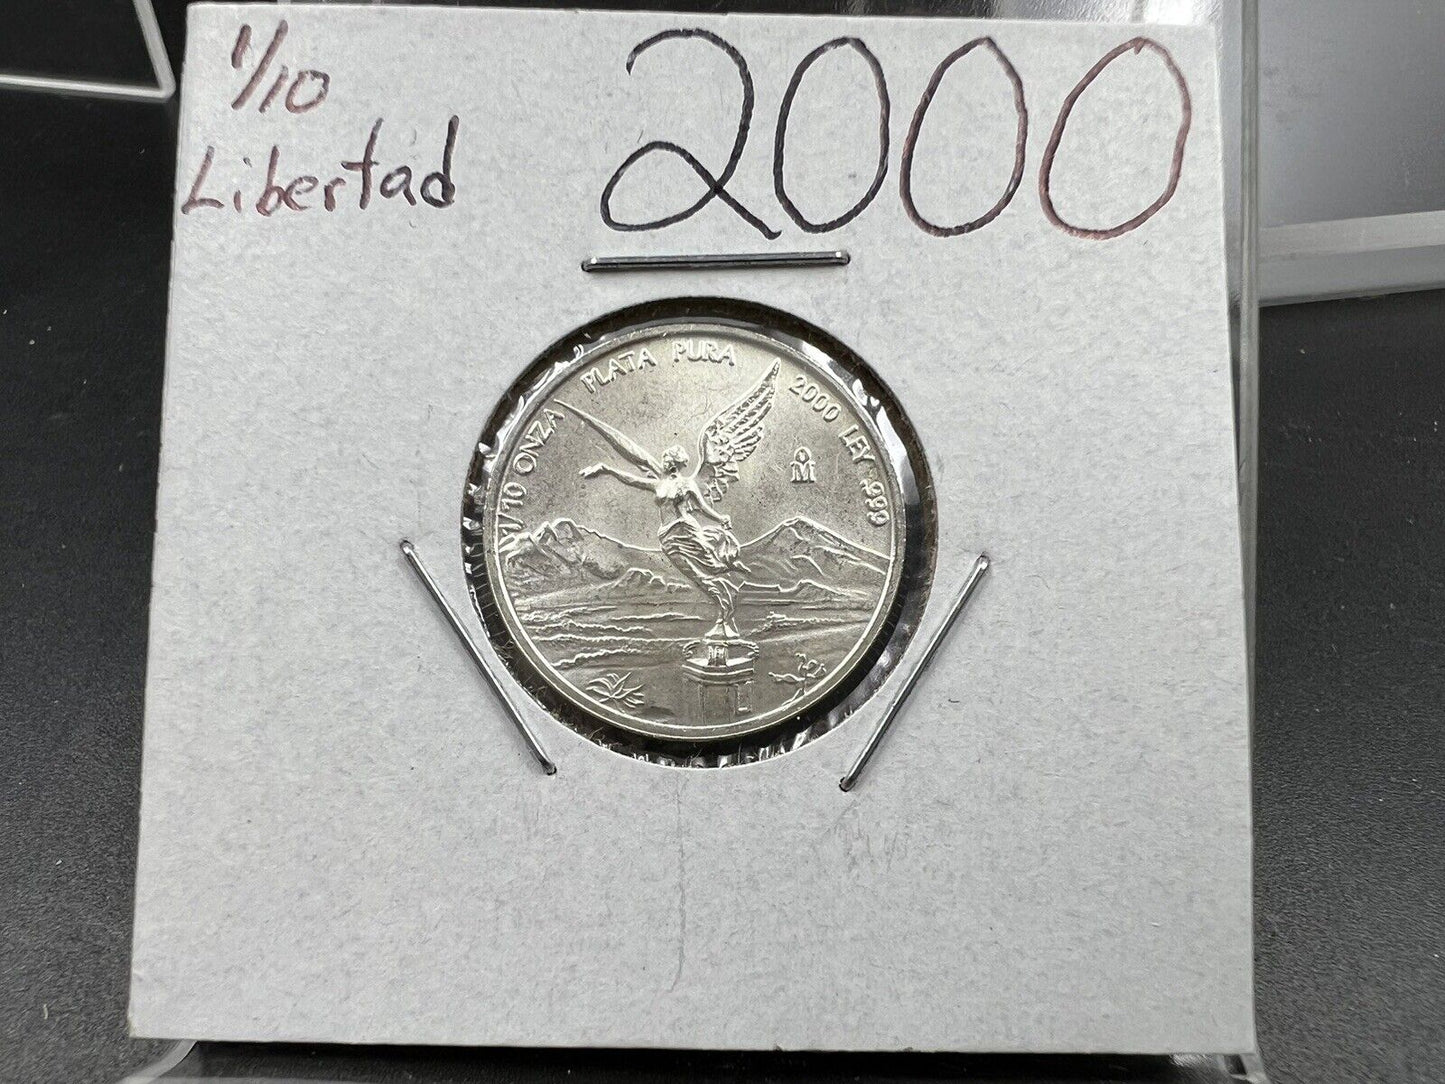 1/10
Libertad
2000
1/10 ONZA PLATA PURA 2000 LEY .999
M